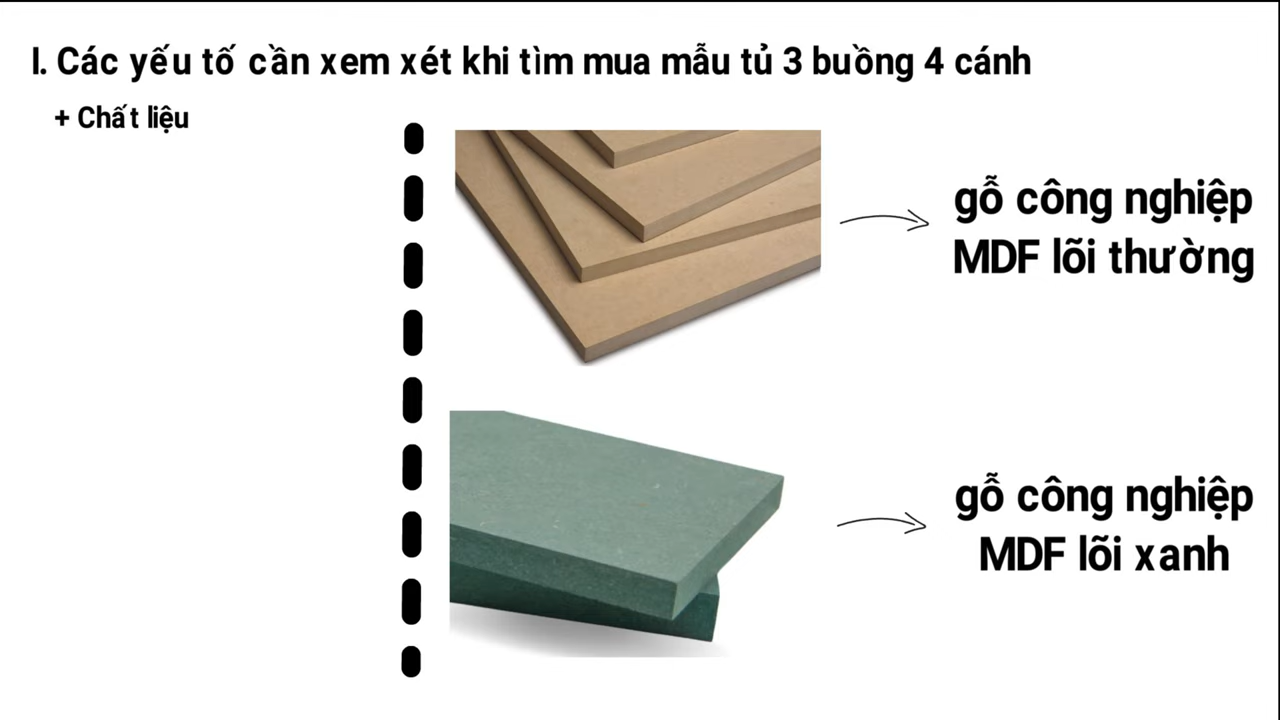 I. Các yếu tố cần xem xét khi tìm mua mẫu tủ 3 buồng 4 cánh
+ Chất liệu
gỗ công nghiệp
MDF lõi thường
gỗ công nghiệp
MDF lõi xanh